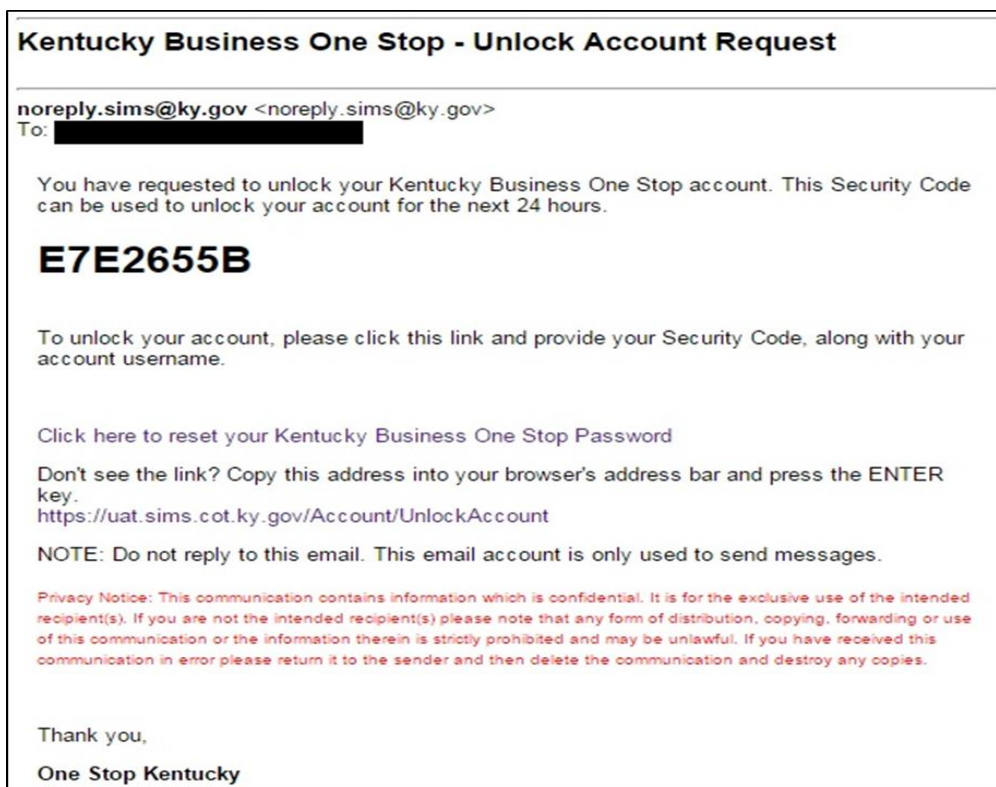 Kentucky Business One Stop - Unlock Account Request
noreply.sims@ky.gov <noreply.sims@ky.gov>
To:
You have requested to unlock your Kentucky Business One Stop account. This Security Code
can be used to unlock your account for the next 24 hours.
E7E2655B
To unlock your account, please click this link and provide your Security Code, along with your
account username.
Click here to reset your Kentucky Business One Stop Password
Don't see the link? Copy this address into your browser's address bar and press the ENTER
key.
https://uat.sims.cot.ky.gov/Account/UnlockAccount
NOTE: Do not reply to this email. This email account is only used to send messages.
Privacy Notice: This communication contains information which is confidential. It is for the exclusive use of the intended
recipient(s). If you are not the intended recipient(s) please note that any form of distribution, copying, forwarding or use
of this communication or the information therein is strictly prohibited and may be unlawful. If you have received this
communication in error please return it to the sender and then delete the communication and destroy any copies.
Thank you,
One Stop Kentucky